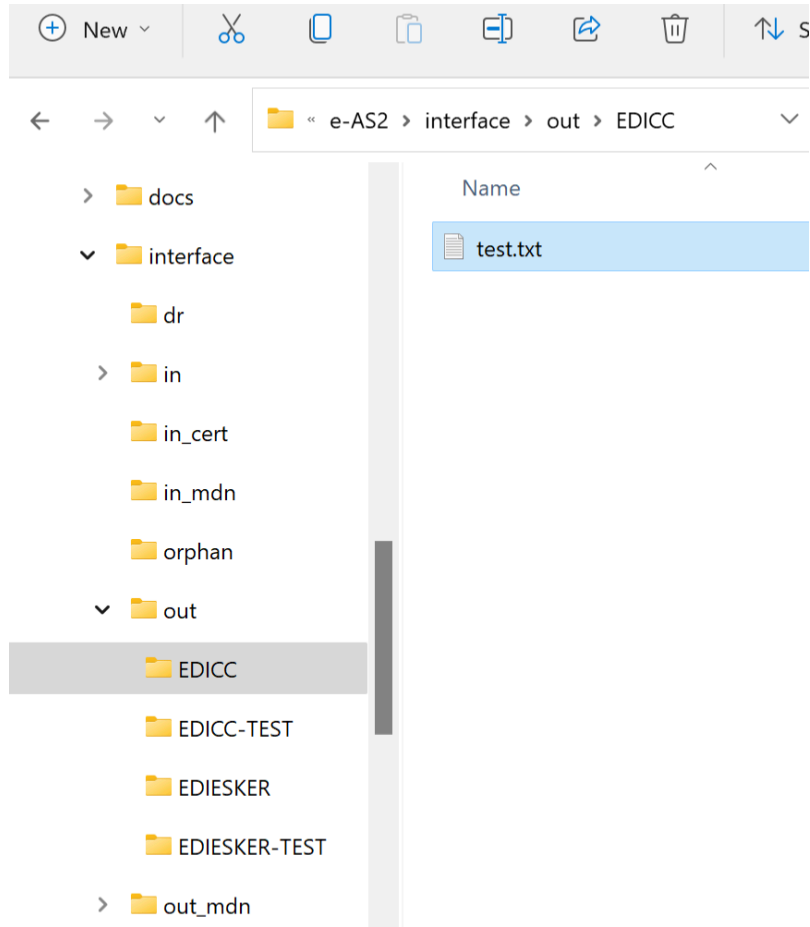 New S
« e-AS2 > interface > out > EDICC
docs
interface
dr
in
in_cert
in_mdn
orphan
out
EDICC
EDICC-TEST
EDIESKER
EDIESKER-TEST
out_mdn
Name
test.txt